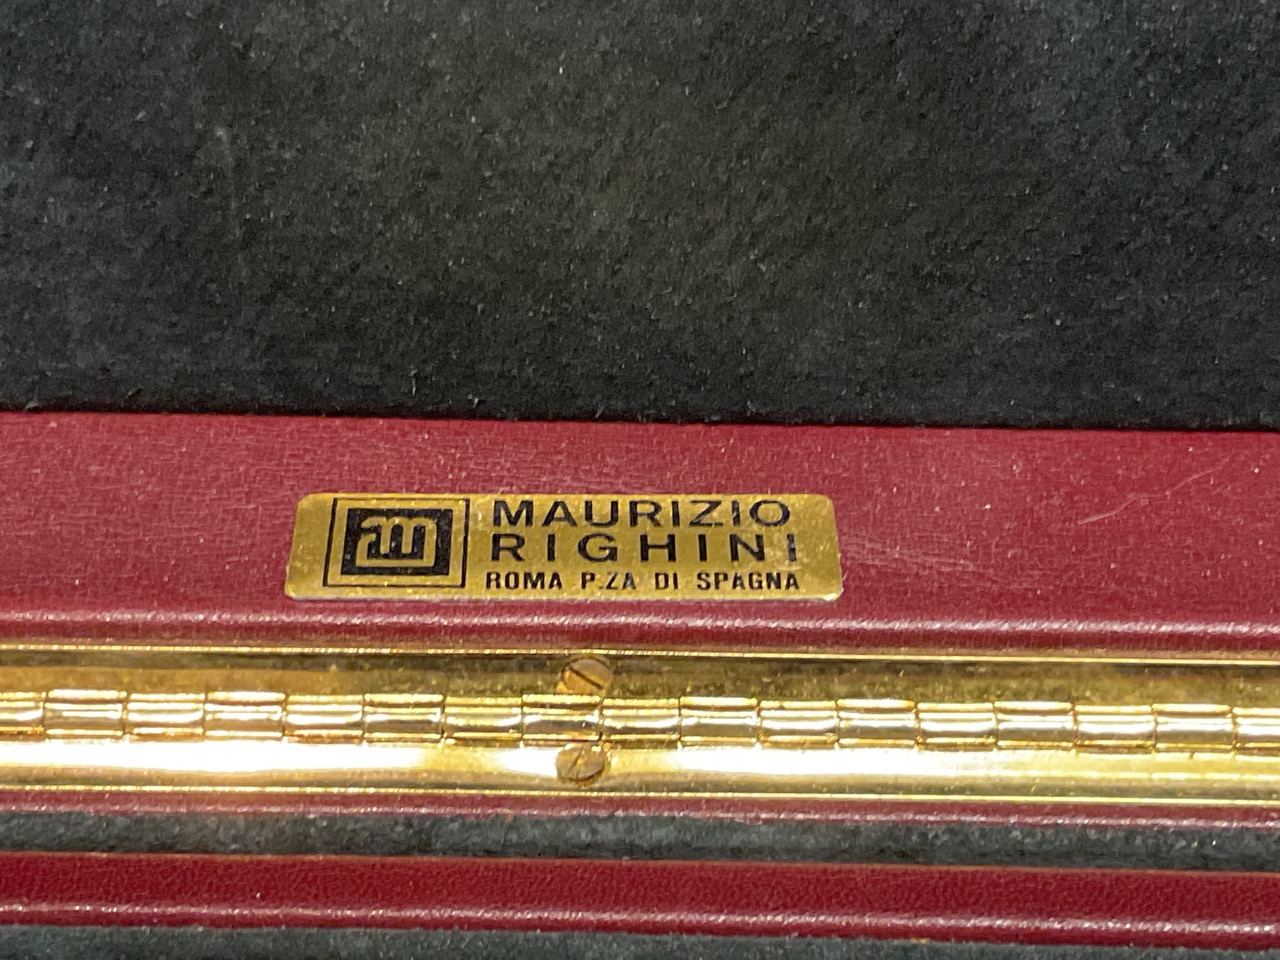 m
MAURIZIO
RIGHINI
ROMA P.ZA DI SPAGNA